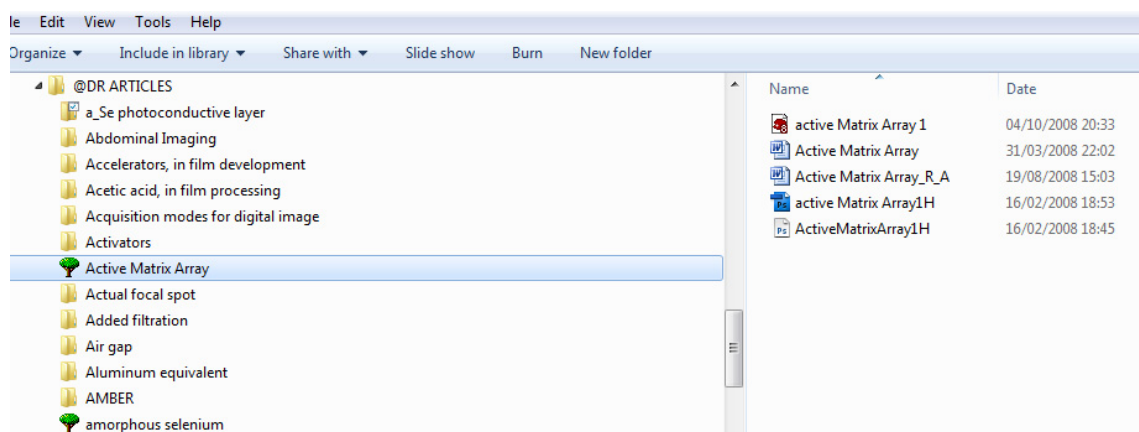 le Edit View Tools Help
Organize Include in library Share with Slide show Burn New folder
@DR ARTICLES
a_Se photoconductive layer
Abdominal Imaging
Accelerators, in film development
Acetic acid, in film processing
Acquisition modes for digital image
Activators
Active Matrix Array
Actual focal spot
Added filtration
Air gap
Aluminum equivalent
AMBER
amorphous selenium
Name Date
active Matrix Array 1 04/10/2008 20:33
Active Matrix Array 31/03/2008 22:02
Active Matrix Array_R_A 19/08/2008 15:03
active Matrix Array1H 16/02/2008 18:53
ActiveMatrixArray1H 16/02/2008 18:45